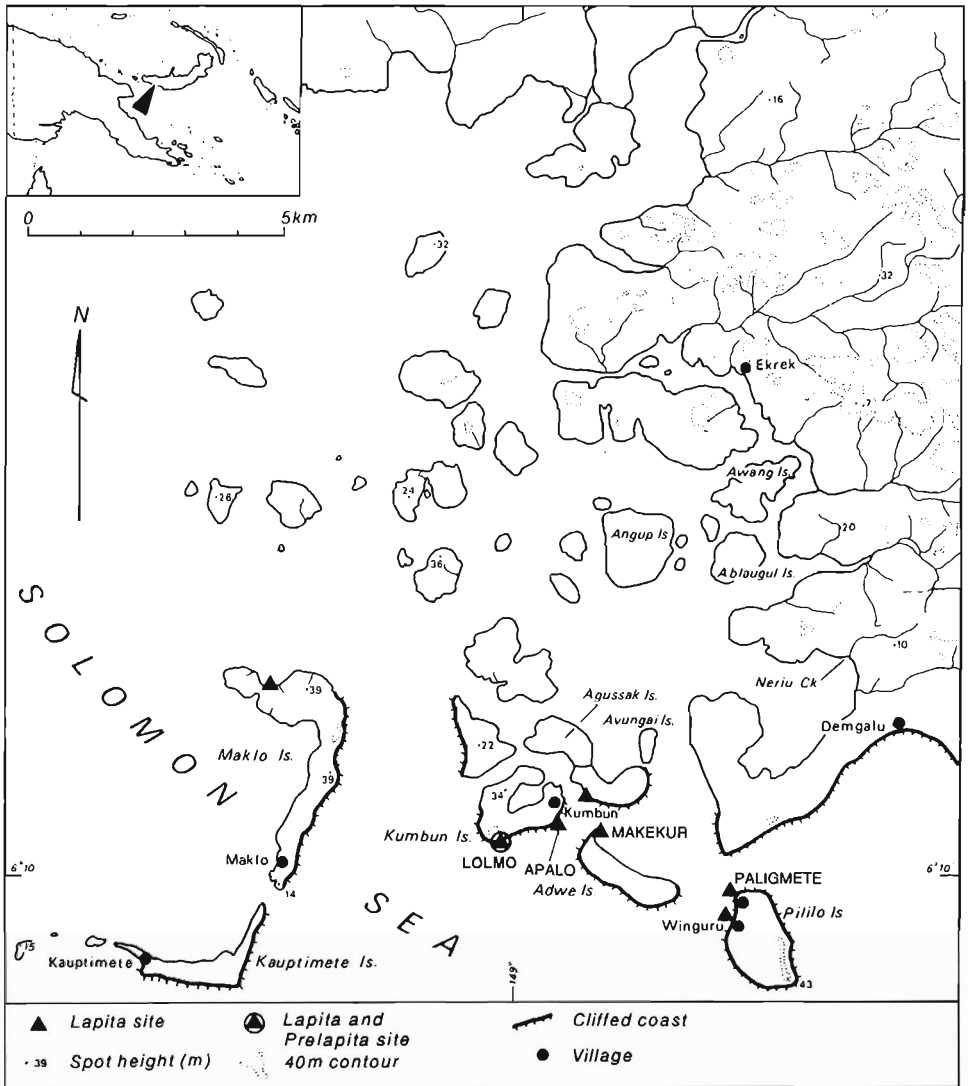 0 5km
N
.16
.32
.32
Ekrek
.7
Awang Is.
.26
24
20
Angup Is
Ablaugul Is.
36
.10
SOLOMON
Neriu Ck
.39
Agussak Is.
Avungai Is.
Demgalu
Maklo Is.
.22
39
34
Kumbun
Kumbun Is.
MAKEKUR
Maklo
LOLMO
APALO
6°10
6°10
Adwe Is.
PALIGMETE
14
SEA
Pililo Is.
Winguru
15
Kauptimete
Kauptimete Is.
149°
43
Lapita site
Lapita and
Prelapita site
Cliffed coast
.39 Spot height (m)
40m contour
Village